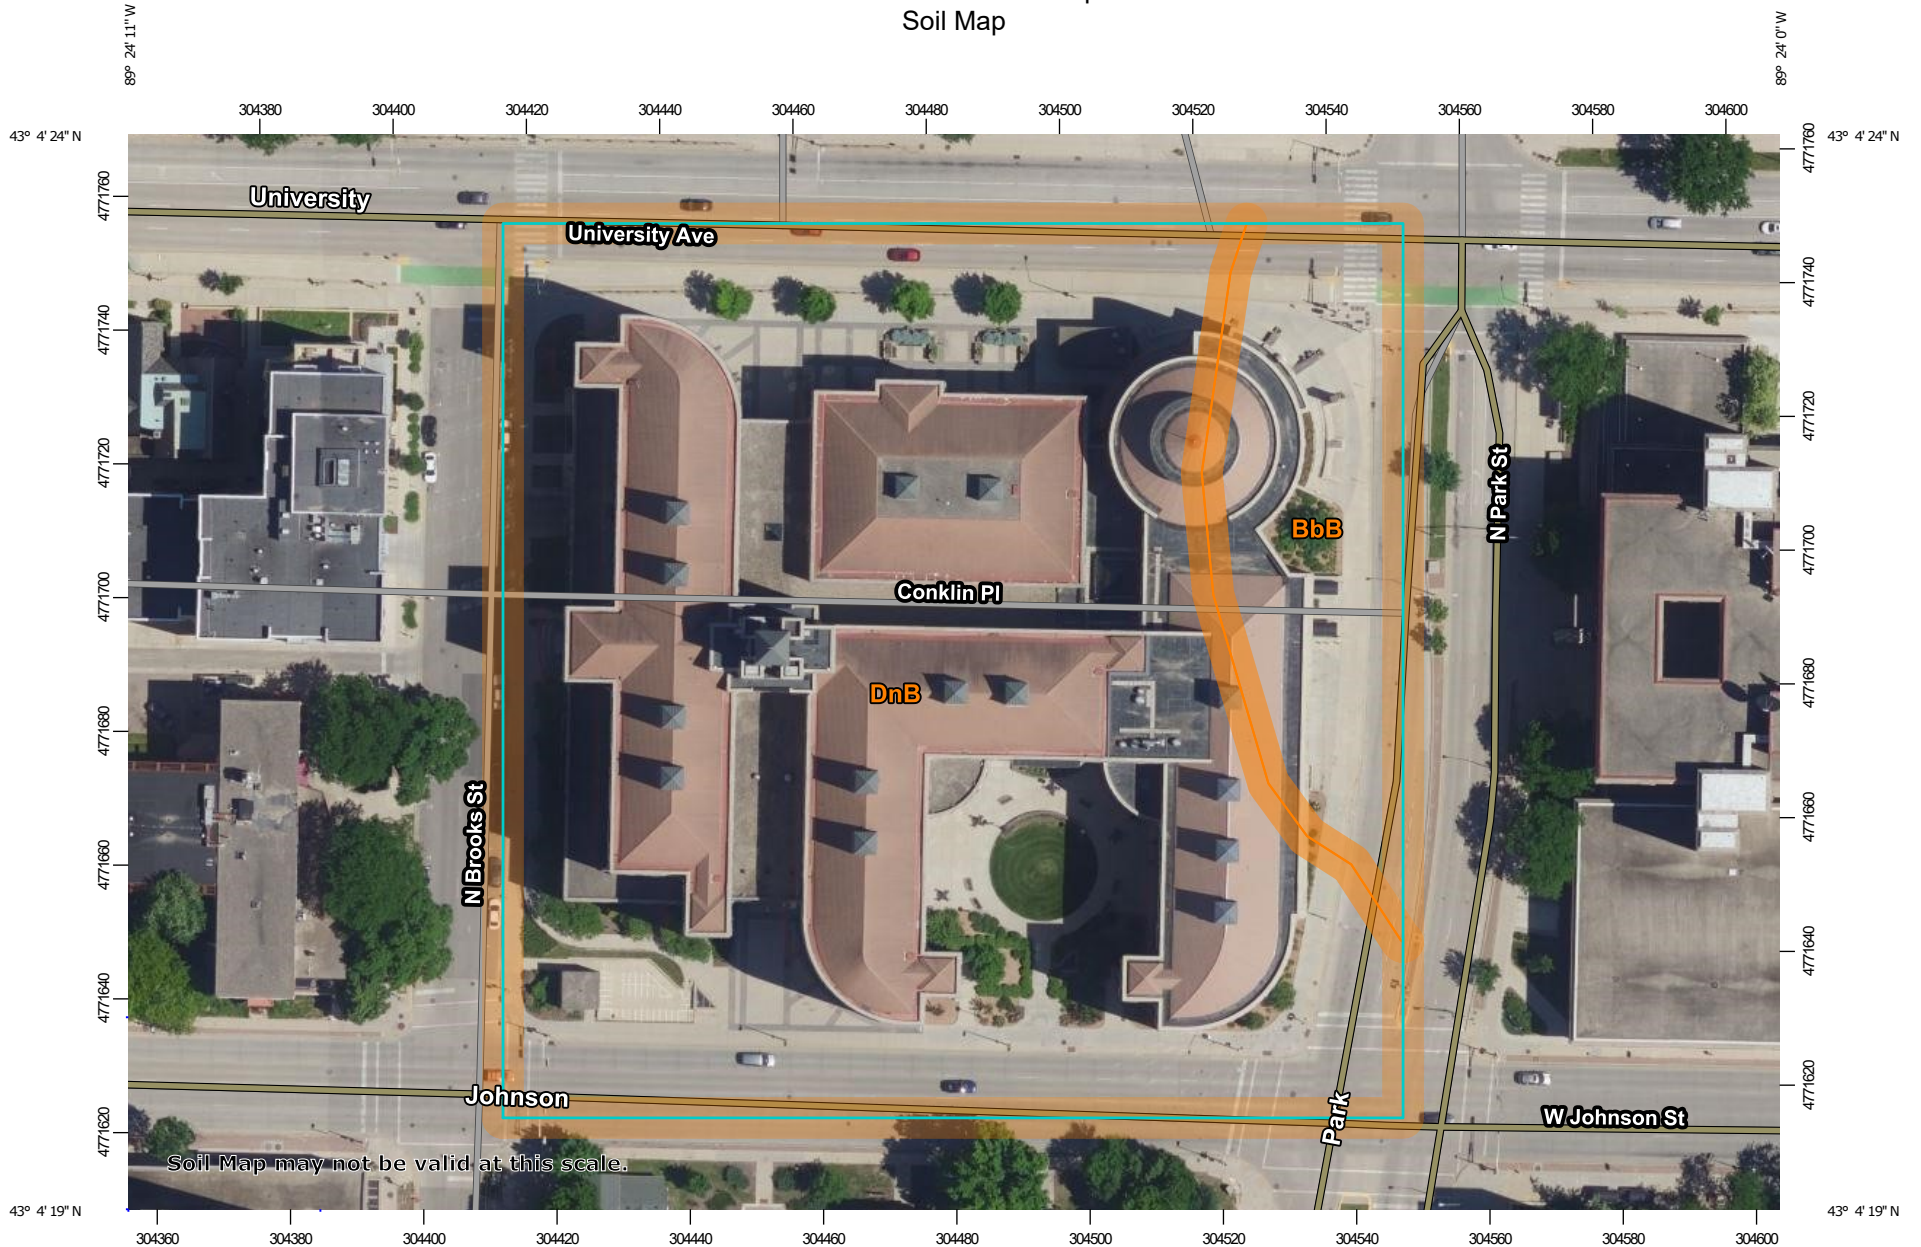 Soil Map
89° 24' 11" W
89° 24' 0" W
304380 304400 304420 304440 304460 304480 304500 304520 304540 304560 304580 304600
43° 4' 24" N
43° 4' 24" N
4771760
4771740
4771720
4771700
4771680
4771660
4771640
4771620
4771760
4771740
4771720
4771700
4771680
4771660
4771640
4771620
University
University Ave
N Park St
BbB
Conklin Pl
DnB
N Brooks St
Johnson
Park
W Johnson St
Soil Map may not be valid at this scale.
43° 4' 19" N
43° 4' 19" N
304360 304380 304400 304420 304440 304460 304480 304500 304520 304540 304560 304580 304600